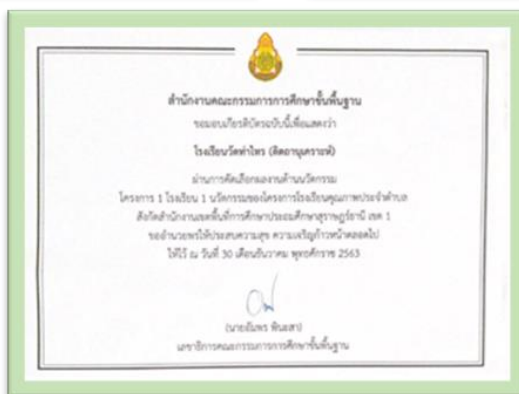 สำนักงานคณะกรรมการการศึกษาขั้นพื้นฐาน
ขอมอบเกียรติบัตรฉบับนี้เพื่อแสดงว่า
โรงเรียนวัดท่าไทร (ดิตถานุเคราะห์)
ผ่านการคัดเลือกผลงานด้านนวัตกรรม
โครงการ 1 โรงเรียน 1 นวัตกรรมของโครงการโรงเรียนคุณภาพประจำตำบล
สังกัดสำนักงานเขตพื้นที่การศึกษาประถมศึกษาสุราษฎร์ธานี เขต 1
ขออำนวยพรให้ประสบความสุข ความเจริญก้าวหน้าตลอดไป
ให้ไว้ ณ วันที่ 30 เดือนธันวาคม พุทธศักราช 2563
(นายอัมพร พินะสา)
เลขาธิการคณะกรรมการการศึกษาขั้นพื้นฐาน